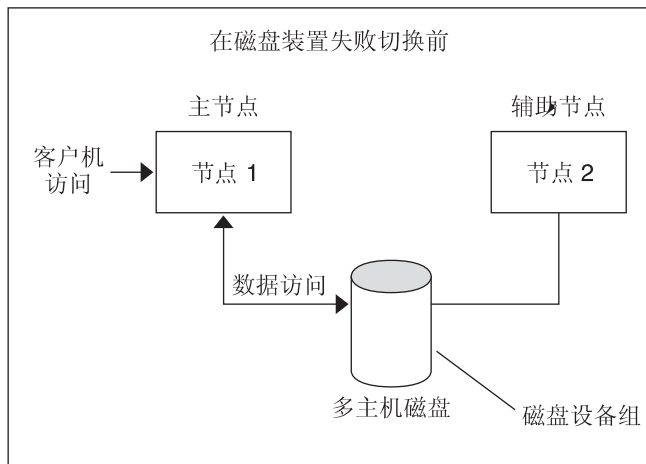 在磁盘装置失败切换前
主节点
辅助节点
客户机
访问
节点 1
节点 2
数据访问
多主机磁盘
磁盘设备组